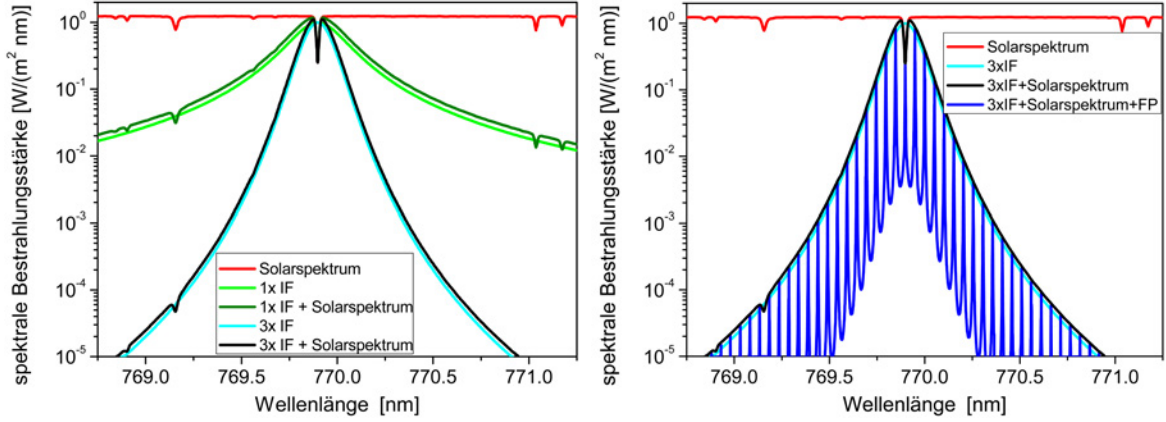 spektrale Bestrahlungsstärke [W/(m² nm)]
10⁰
10⁻¹
10⁻²
10⁻³
10⁻⁴
10⁻⁵
Solarspektrum
1x IF
1x IF + Solarspektrum
3x IF
3x IF + Solarspektrum
769.0 769.5 770.0 770.5 771.0
Wellenlänge [nm]
spektrale Bestrahlungsstärke [W/(m² nm)]
10⁰
10⁻¹
10⁻²
10⁻³
10⁻⁴
10⁻⁵
Solarspektrum
3xIF
3xIF+Solarspektrum
3xIF+Solarspektrum+FP
769.0 769.5 770.0 770.5 771.0
Wellenlänge [nm]